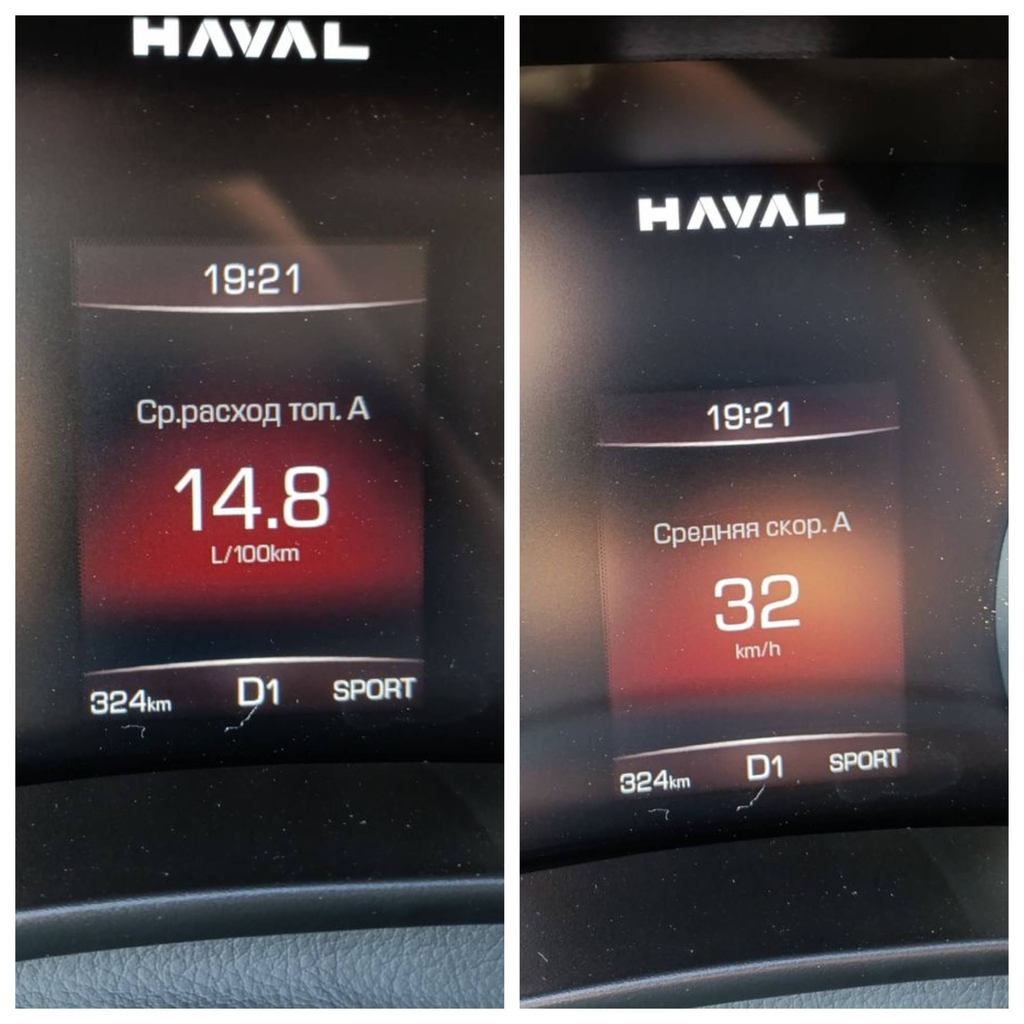 HAVAL
19:21
Ср.расход топ. А
14.8
L/100km
324km D1 SPORT
HAVAL
19:21
Средняя скор. А
32
km/h
324km D1 SPORT